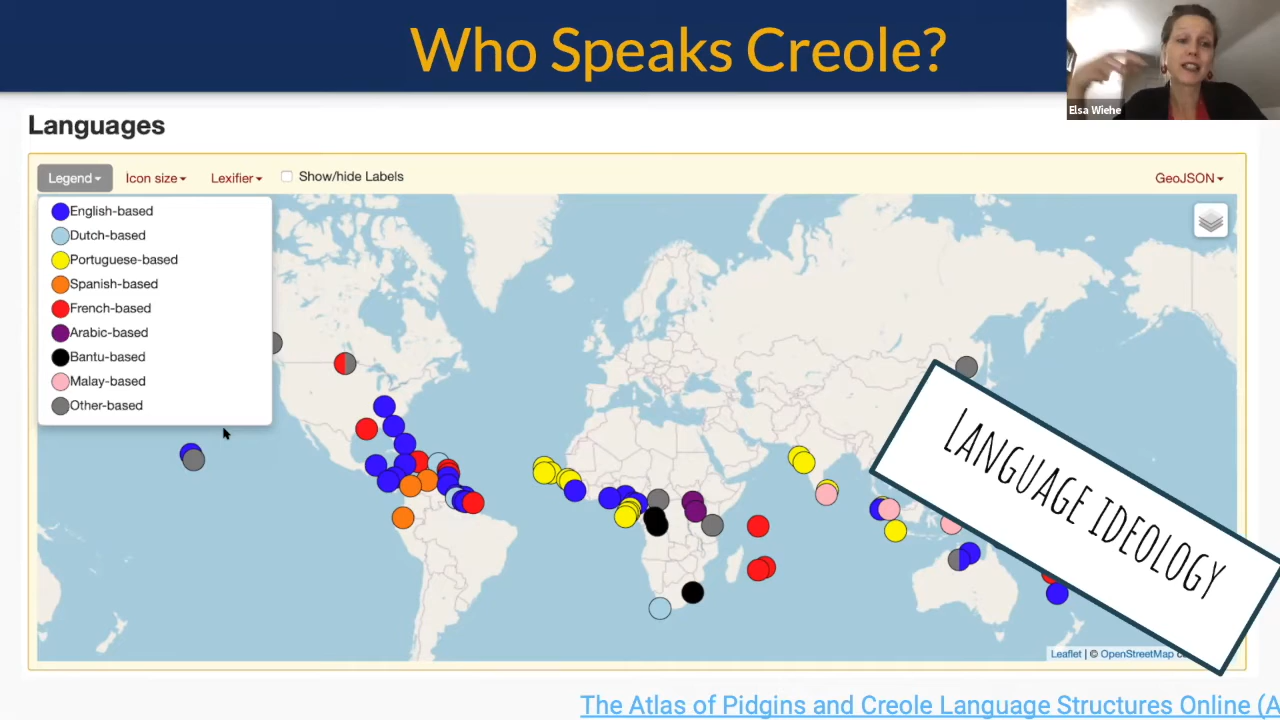 Who Speaks Creole?
Elsa Wiehe
Languages
Legend
Icon size
Lexifier
Show/hide Labels
GeoJSON
English-based
Dutch-based
Portuguese-based
Spanish-based
French-based
Arabic-based
Bantu-based
Malay-based
Other-based
LANGUAGE IDEOLOGY
Leaflet | © OpenStreetMap
The Atlas of Pidgins and Creole Language Structures Online (A